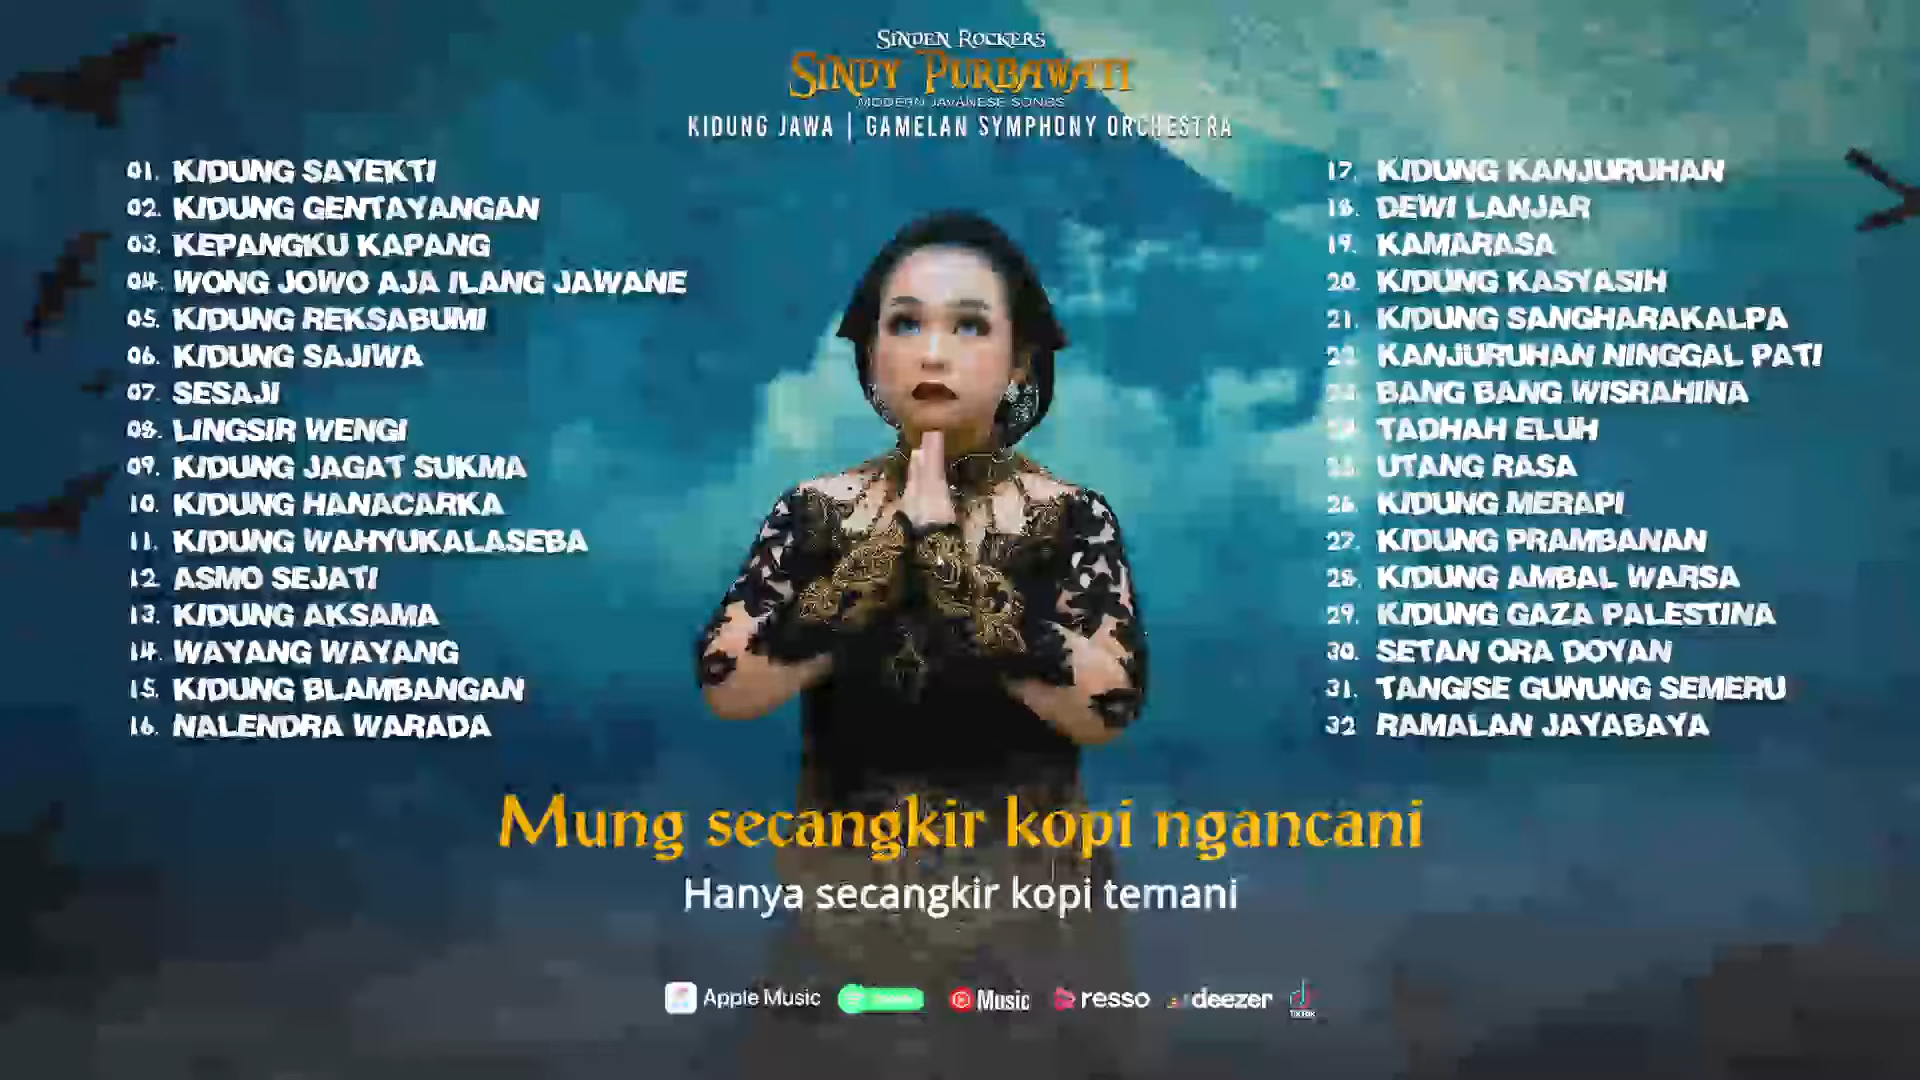 SINDEN ROCKERS
SINDY PURBAWATI
MODERN JAVANESE SONGS
KIDUNG JAWA | GAMELAN SYMPHONY ORCHESTRA
01. KIDUNG SAYEKTI
02. KIDUNG GENTAYANGAN
03. KEPANGKU KAPANG
04. WONG JOWO AJA ILANG JAWANE
05. KIDUNG REKSABUMI
06. KIDUNG SAJIWA
07. SESAJI
08. LINGSIR WENGI
09. KIDUNG JAGAT SUKMA
10. KIDUNG HANACARKA
11. KIDUNG WAHYUKALASEBA
12 ASMO SEJATI
13. KIDUNG AKSAMA
14. WAYANG WAYANG
15. KIDUNG BLAMBANGAN
16. NALENDRA WARADA
17. KIDUNG KANJURUHAN
18. DEWI LANJAR
19. KAMARASA
20. KIDUNG KASYASIH
21. KIDUNG SANGHARAKALPA
22. KANJURUHAN NINGGAL PATI
BANG BANG WISRAHINA
TADHAH ELUH
UTANG RASA
26. KIDUNG MERAPI
27. KIDUNG PRAMBANAN
28. KIDUNG AMBAL WARSA
29. KIDUNG GAZA PALESTINA
30. SETAN ORA DOYAN
31. TANGISE GUNUNG SEMERU
32 RAMALAN JAYABAYA
Mung secangkir kopi ngancani
Hanya secangkir kopi temani
Apple Music
Music
resso
deezer
TikTok